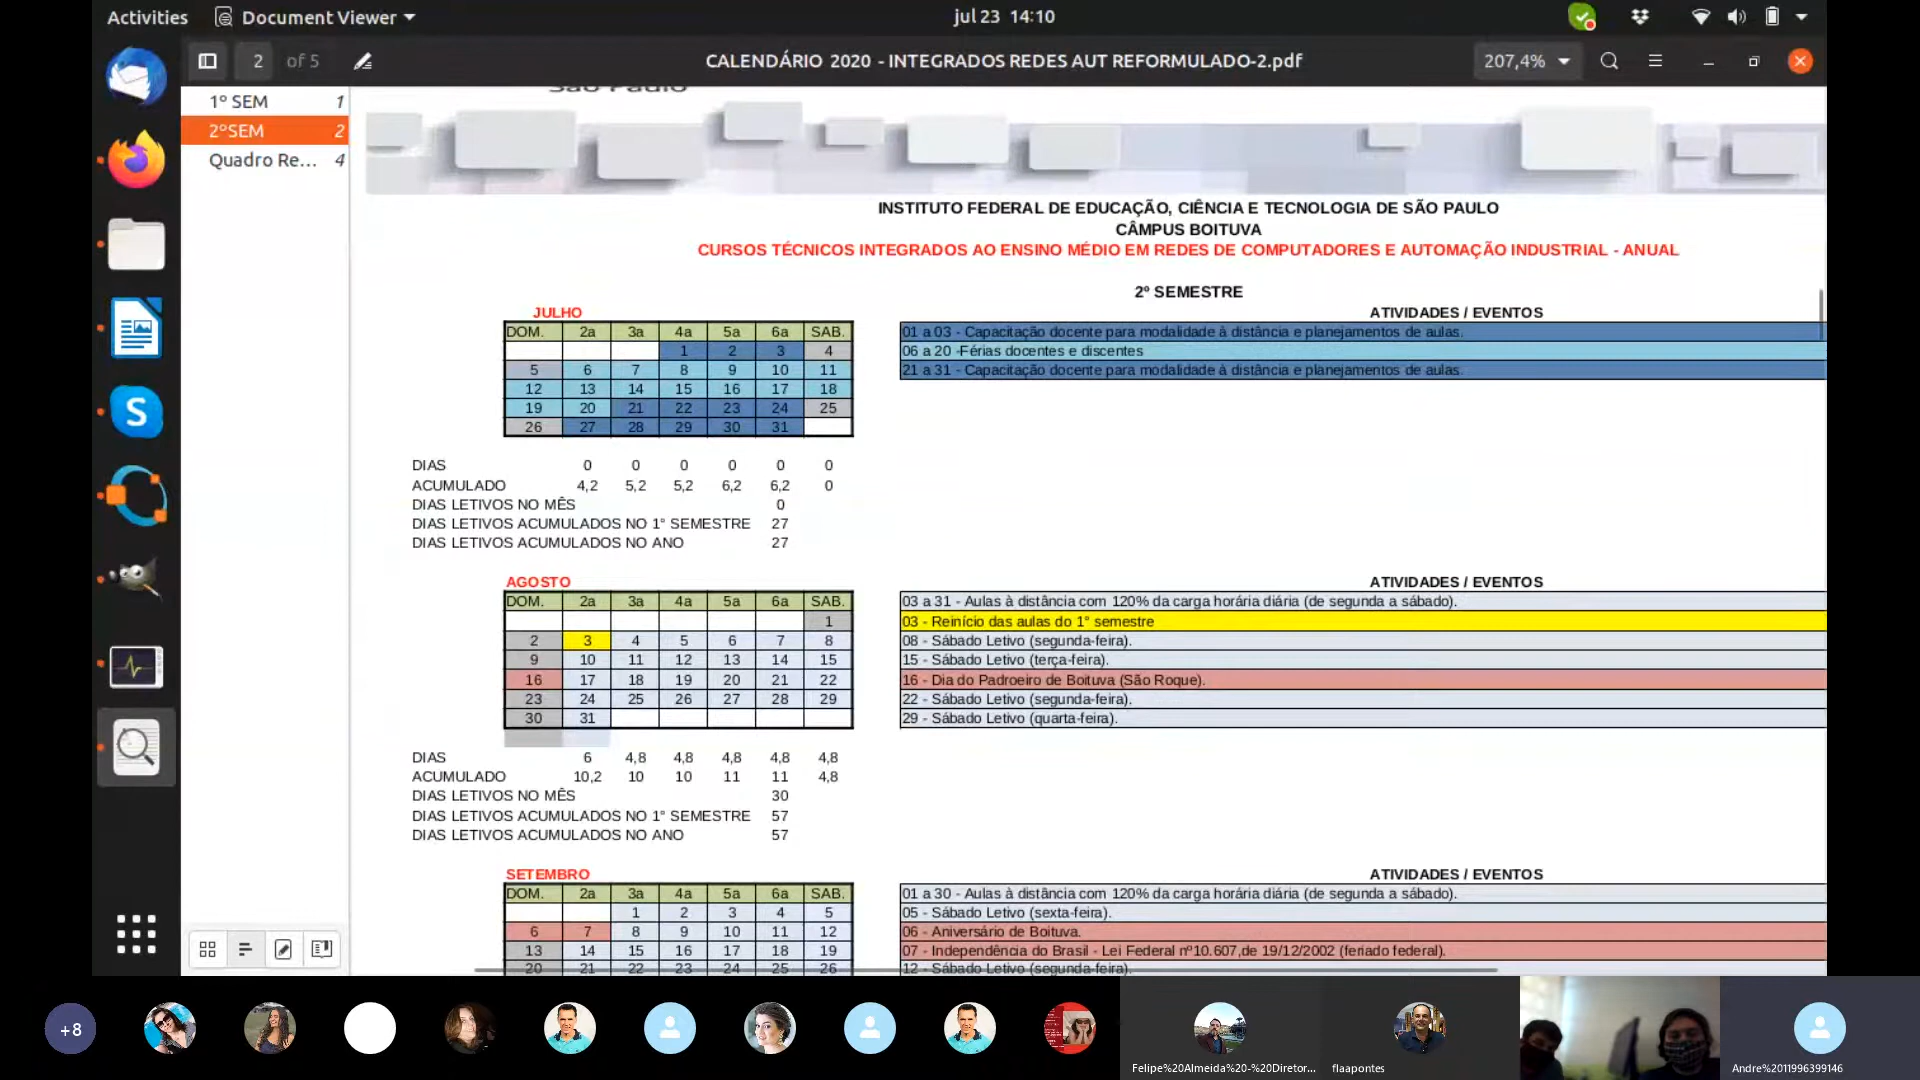 Activities Document Viewer jul 23 14:10
2 of 5 CALENDÁRIO 2020 - INTEGRADOS REDES AUT REFORMULADO-2.pdf 207,4%
1º SEM 1
2ºSEM 2
Quadro Re... 4
São Paulo
INSTITUTO FEDERAL DE EDUCAÇÃO, CIÊNCIA E TECNOLOGIA DE SÃO PAULO
CÂMPUS BOITUVA
CURSOS TÉCNICOS INTEGRADOS AO ENSINO MÉDIO EM REDES DE COMPUTADORES E AUTOMAÇÃO INDUSTRIAL - ANUAL
2º SEMESTRE
JULHO ATIVIDADES / EVENTOS
DOM. 2a 3a 4a 5a 6a SAB. 01 a 03 - Capacitação docente para modalidade à distância e planejamentos de aulas.
1 2 3 4 06 a 20 -Férias docentes e discentes
5 6 7 8 9 10 11 21 a 31 - Capacitação docente para modalidade à distância e planejamentos de aulas.
12 13 14 15 16 17 18
19 20 21 22 23 24 25
26 27 28 29 30 31
DIAS 0 0 0 0 0 0
ACUMULADO 4,2 5,2 5,2 6,2 6,2 0
DIAS LETIVOS NO MÊS 0
DIAS LETIVOS ACUMULADOS NO 1° SEMESTRE 27
DIAS LETIVOS ACUMULADOS NO ANO 27
AGOSTO ATIVIDADES / EVENTOS
DOM. 2a 3a 4a 5a 6a SAB. 03 a 31 - Aulas à distância com 120% da carga horária diária (de segunda a sábado).
1 03 - Reinício das aulas do 1° semestre
2 3 4 5 6 7 8 08 - Sábado Letivo (segunda-feira).
9 10 11 12 13 14 15 15 - Sábado Letivo (terça-feira).
16 17 18 19 20 21 22 16 - Dia do Padroeiro de Boituva (São Roque).
23 24 25 26 27 28 29 22 - Sábado Letivo (segunda-feira).
30 31 29 - Sábado Letivo (quarta-feira).
DIAS 6 4,8 4,8 4,8 4,8 4,8
ACUMULADO 10,2 10 10 11 11 4,8
DIAS LETIVOS NO MÊS 30
DIAS LETIVOS ACUMULADOS NO 1° SEMESTRE 57
DIAS LETIVOS ACUMULADOS NO ANO 57
SETEMBRO ATIVIDADES / EVENTOS
DOM. 2a 3a 4a 5a 6a SAB. 01 a 30 - Aulas à distância com 120% da carga horária diária (de segunda a sábado).
1 2 3 4 5 05 - Sábado Letivo (sexta-feira).
6 7 8 9 10 11 12 06 - Aniversário de Boituva.
13 14 15 16 17 18 19 07 - Independência do Brasil - Lei Federal nº10.607,de 19/12/2002 (feriado federal).
20 21 22 23 24 25 26 12 - Sábado Letivo (segunda-feira).
+8
Felipe%20Almeida%20-%20Diretor... flaapontes Andre%2011996399146